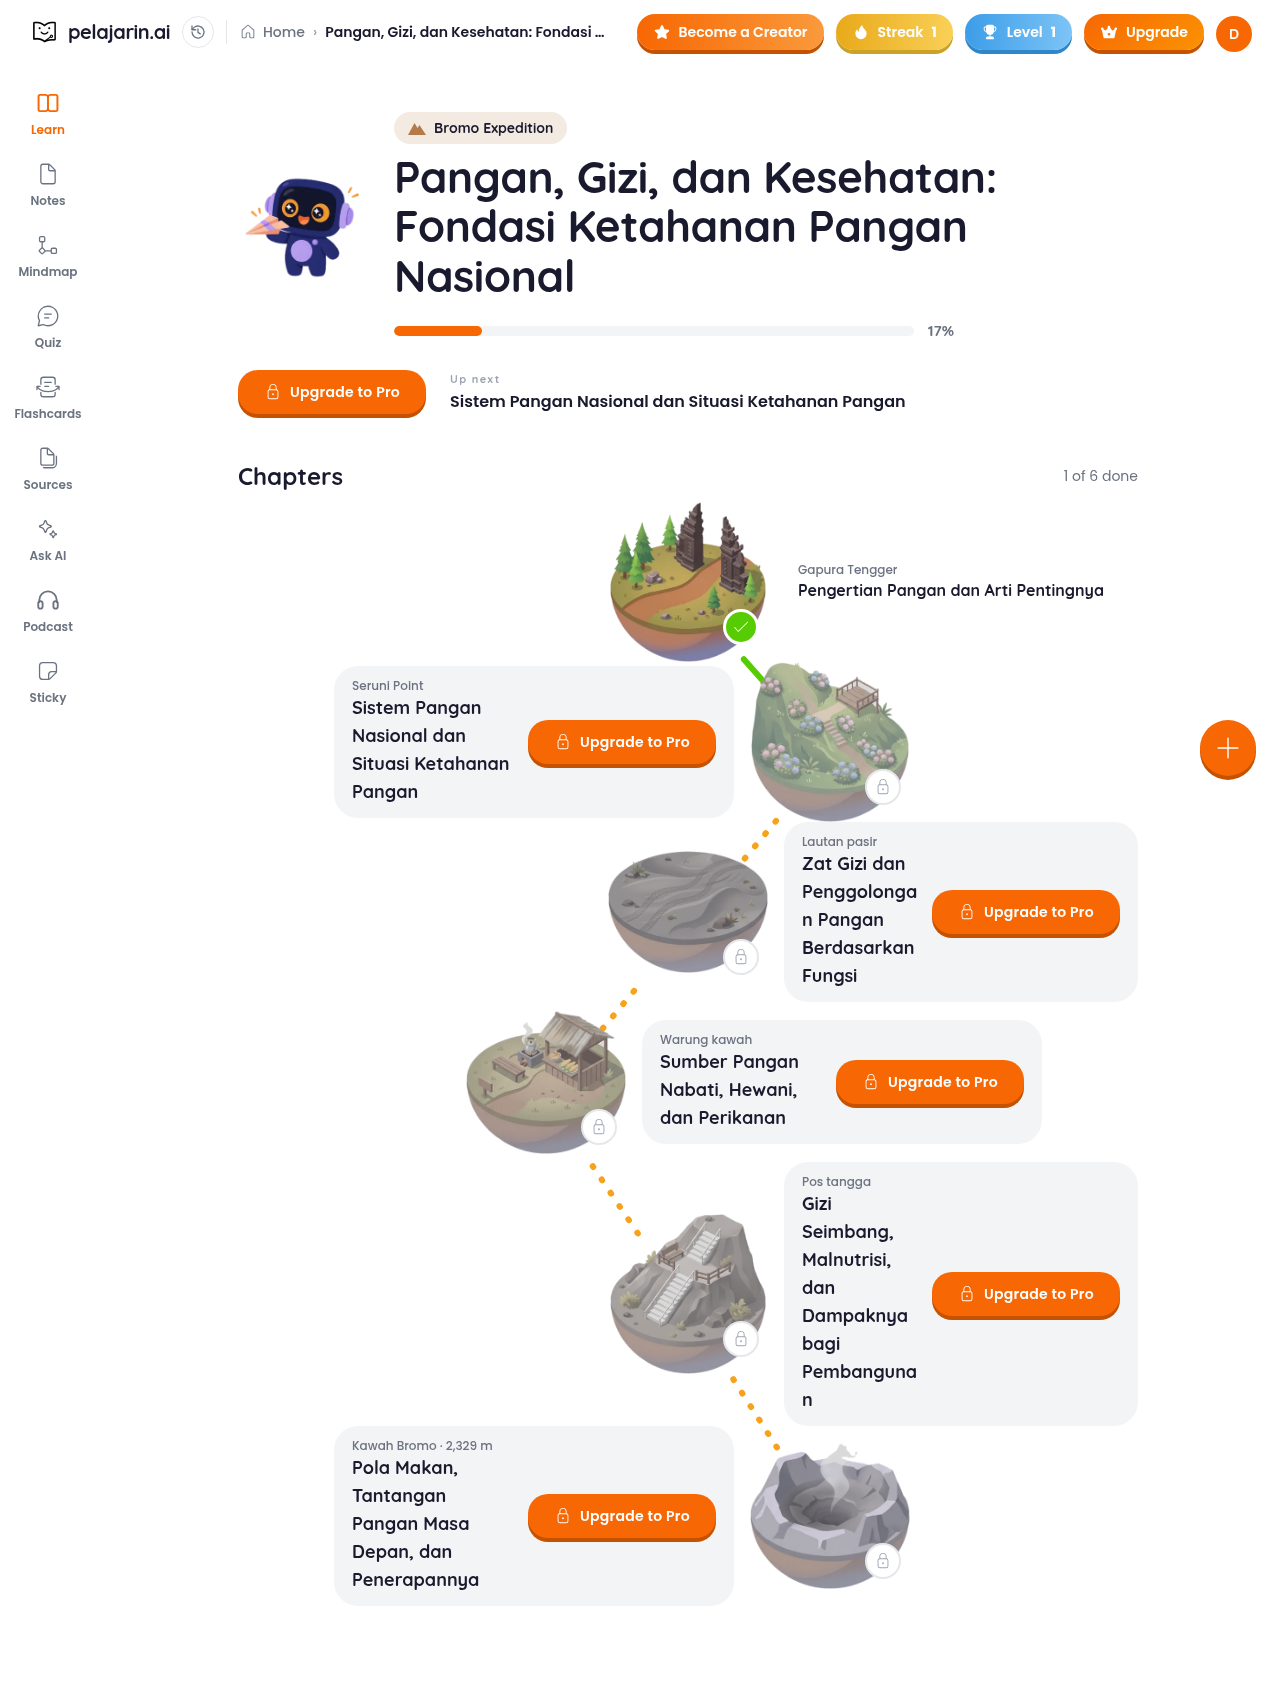 pelajarin.ai
Home › Pangan, Gizi, dan Kesehatan: Fondasi ...
Become a Creator
Streak 1
Level 1
Upgrade
D
Learn
Notes
Mindmap
Quiz
Flashcards
Sources
Ask AI
Podcast
Sticky
Bromo Expedition
Pangan, Gizi, dan Kesehatan:
Fondasi Ketahanan Pangan
Nasional
17%
Upgrade to Pro
Up next
Sistem Pangan Nasional dan Situasi Ketahanan Pangan
Chapters
1 of 6 done
Gapura Tengger
Pengertian Pangan dan Arti Pentingnya
Seruni Point
Sistem Pangan
Nasional dan
Situasi Ketahanan
Pangan
Upgrade to Pro
Lautan pasir
Zat Gizi dan
Penggolonga
n Pangan
Berdasarkan
Fungsi
Upgrade to Pro
Warung kawah
Sumber Pangan
Nabati, Hewani,
dan Perikanan
Upgrade to Pro
Pos tangga
Gizi
Seimbang,
Malnutrisi,
dan
Dampaknya
bagi
Pembanguna
n
Upgrade to Pro
Kawah Bromo · 2,329 m
Pola Makan,
Tantangan
Pangan Masa
Depan, dan
Penerapannya
Upgrade to Pro